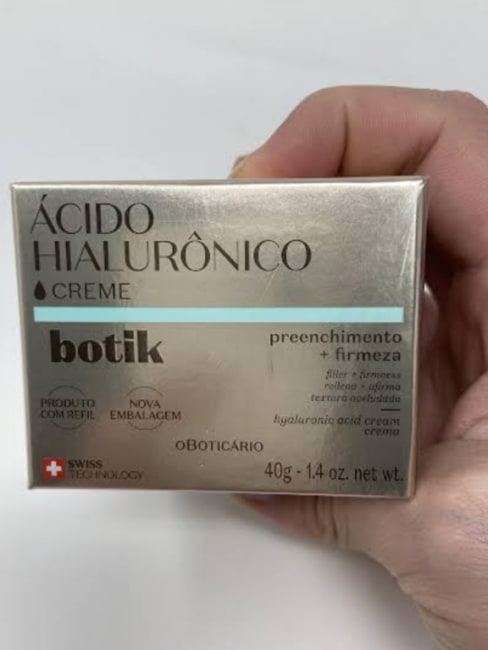 ÁCIDO
HIALURÔNICO
CREME
botik
preenchimento
+ firmeza
filler + firmness
rellena + afirma
textura aveludada
hyaluronic acid cream
crema
PRODUTO
COM REFIL
NOVA
EMBALAGEM
oBOTICÁRIO
SWISS
TECHNOLOGY
40g - 1.4 oz. net wt.